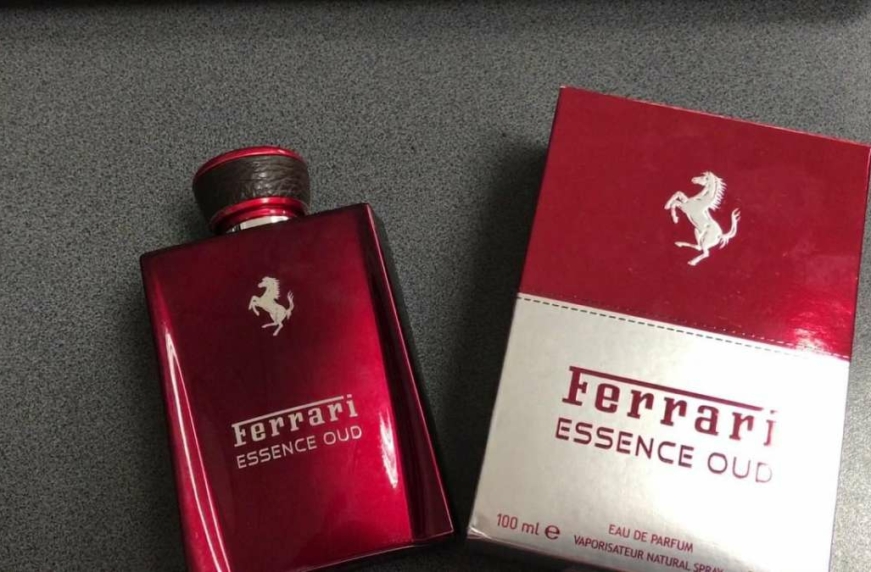 Ferrari
ESSENCE OUD
Ferrari
ESSENCE OUD
100 ml e
EAU DE PARFUM
VAPORISATEUR NATURAL SPRAY